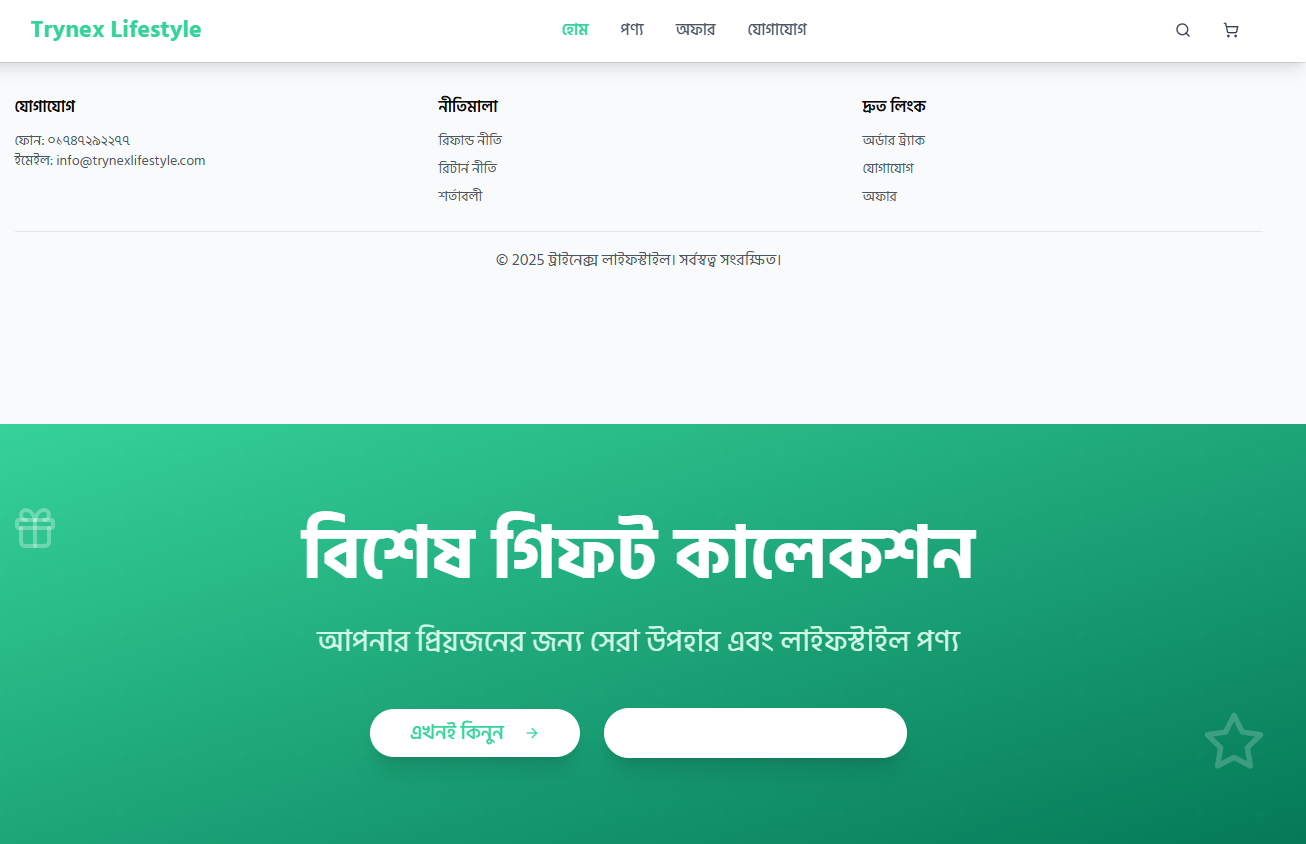 Trynex Lifestyle
হোম পণ্য অফার যোগাযোগ
যোগাযোগ
ফোন: ০১৭৪৭২৯২২৭৭
ইমেইল: info@trynexlifestyle.com
নীতিমালা
রিফান্ড নীতি
রিটার্ন নীতি
শর্তাবলী
দ্রুত লিংক
অর্ডার ট্র্যাক
যোগাযোগ
অফার
© 2025 ট্রাইনেক্স লাইফস্টাইল। সর্বস্বত্ব সংরক্ষিত।
বিশেষ গিফট কালেকশন
আপনার প্রিয়জনের জন্য সেরা উপহার এবং লাইফস্টাইল পণ্য
এখনই কিনুন